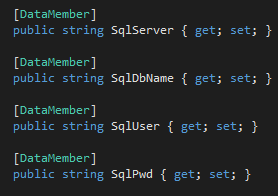 [DataMember]
public string SqlServer { get; set; }
[DataMember]
public string SqlDbName { get; set; }
[DataMember]
public string SqlUser { get; set; }
[DataMember]
public string SqlPwd { get; set; }